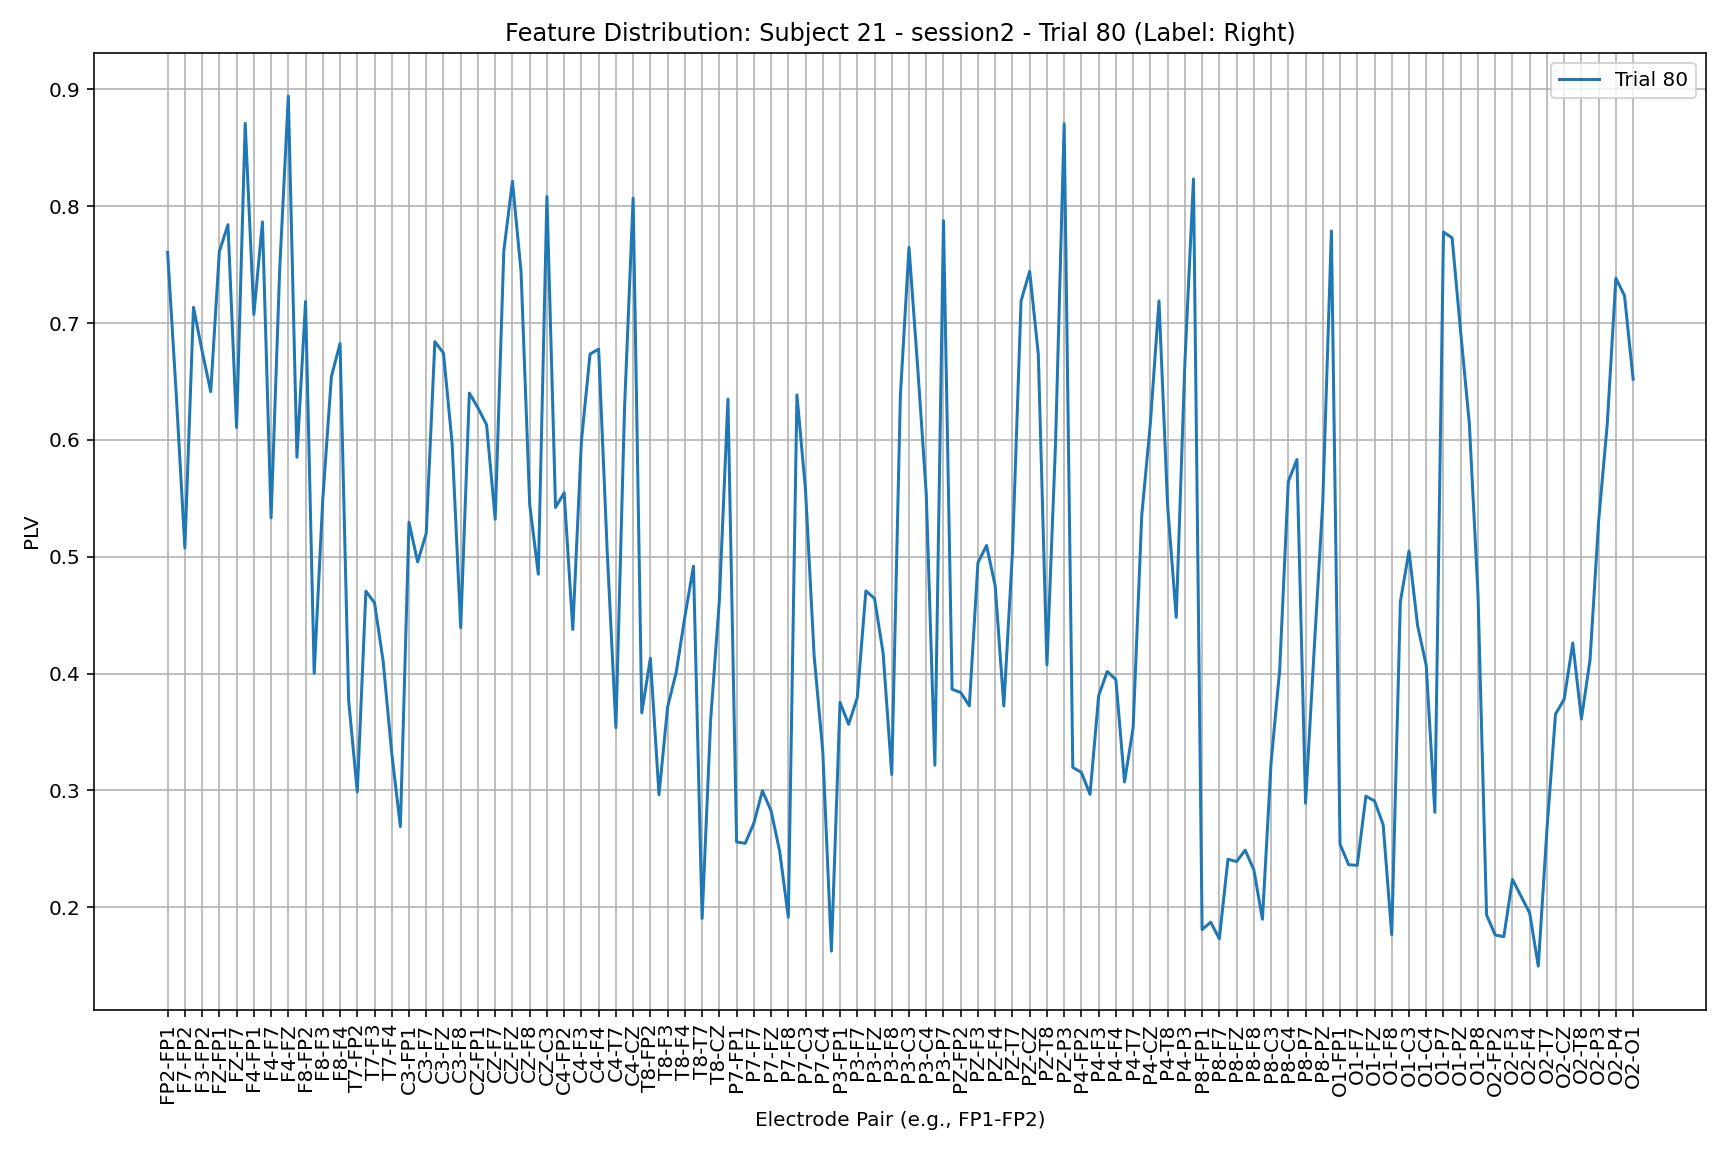 Feature Distribution: Subject 21 - session2 - Trial 80 (Label: Right)
Trial 80
0.9
0.8
0.7
0.6
0.5
0.4
0.3
0.2
PLV
FP2-FP1
F7-FP2
F3-FP2
FZ-FP1
FZ-F7
F4-FP1
F4-F7
F4-FZ
F8-FP2
F8-F3
F8-F4
T7-FP2
T7-F3
T7-F4
C3-FP1
C3-F7
C3-FZ
C3-F8
CZ-FP1
CZ-F7
CZ-FZ
CZ-F8
CZ-C3
C4-FP2
C4-F3
C4-F4
C4-T7
C4-CZ
T8-FP2
T8-F3
T8-F4
T8-T7
T8-CZ
P7-FP1
P7-F7
P7-FZ
P7-F8
P7-C3
P7-C4
P3-FP1
P3-F7
P3-FZ
P3-F8
P3-C3
P3-C4
P3-P7
PZ-FP2
PZ-F3
PZ-F4
PZ-T7
PZ-CZ
PZ-T8
PZ-P3
P4-FP2
P4-F3
P4-F4
P4-T7
P4-CZ
P4-T8
P4-P3
P8-FP1
P8-F7
P8-FZ
P8-F8
P8-C3
P8-C4
P8-P7
P8-PZ
O1-FP1
O1-F7
O1-FZ
O1-F8
O1-C3
O1-C4
O1-P7
O1-PZ
O1-P8
O2-FP2
O2-F3
O2-F4
O2-T7
O2-CZ
O2-T8
O2-P3
O2-P4
O2-O1
Electrode Pair (e.g., FP1-FP2)